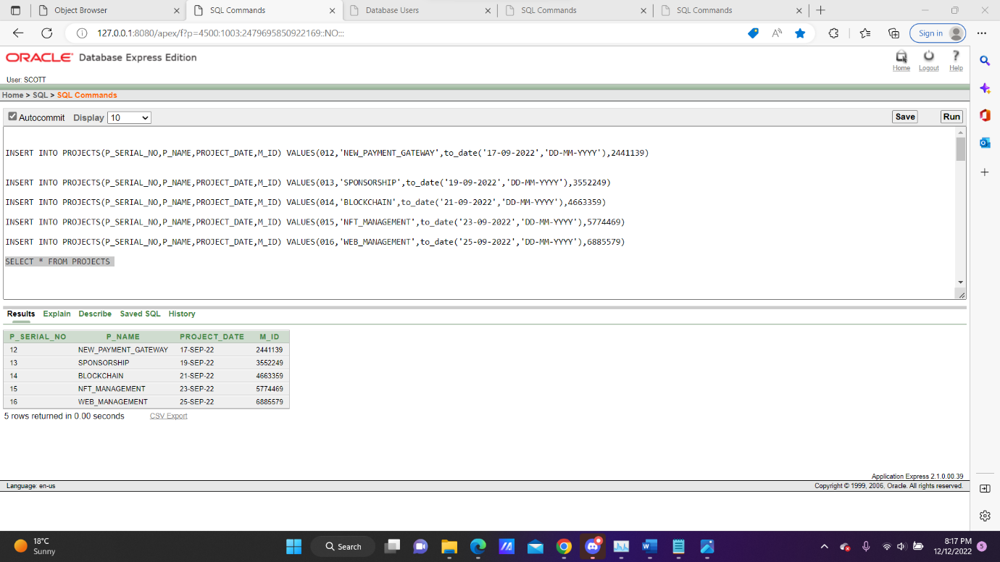 Object Browser
SQL Commands
Database Users
SQL Commands
SQL Commands
127.0.0.1:8080/apex/f?p=4500:1003:2479695850922169::NO:::
Sign in
ORACLE Database Express Edition
Home Logout Help
User: SCOTT
Home > SQL > SQL Commands
Autocommit Display 10 Save Run
INSERT INTO PROJECTS(P_SERIAL_NO,P_NAME,PROJECT_DATE,M_ID) VALUES(012,'NEW_PAYMENT_GATEWAY',to_date('17-09-2022','DD-MM-YYYY'),2441139)
INSERT INTO PROJECTS(P_SERIAL_NO,P_NAME,PROJECT_DATE,M_ID) VALUES(013,'SPONSORSHIP',to_date('19-09-2022','DD-MM-YYYY'),3552249)
INSERT INTO PROJECTS(P_SERIAL_NO,P_NAME,PROJECT_DATE,M_ID) VALUES(014,'BLOCKCHAIN',to_date('21-09-2022','DD-MM-YYYY'),4663359)
INSERT INTO PROJECTS(P_SERIAL_NO,P_NAME,PROJECT_DATE,M_ID) VALUES(015,'NFT_MANAGEMENT',to_date('23-09-2022','DD-MM-YYYY'),5774469)
INSERT INTO PROJECTS(P_SERIAL_NO,P_NAME,PROJECT_DATE,M_ID) VALUES(016,'WEB_MANAGEMENT',to_date('25-09-2022','DD-MM-YYYY'),6885579)
SELECT * FROM PROJECTS
Results Explain Describe Saved SQL History
P_SERIAL_NO P_NAME PROJECT_DATE M_ID
12 NEW_PAYMENT_GATEWAY 17-SEP-22 2441139
13 SPONSORSHIP 19-SEP-22 3552249
14 BLOCKCHAIN 21-SEP-22 4663359
15 NFT_MANAGEMENT 23-SEP-22 5774469
16 WEB_MANAGEMENT 25-SEP-22 6885579
5 rows returned in 0.00 seconds CSV Export
Application Express 2.1.0.00.39
Language: en-us Copyright © 1999, 2006, Oracle. All rights reserved.
18°C
Sunny
Search
8:17 PM
12/12/2022
5